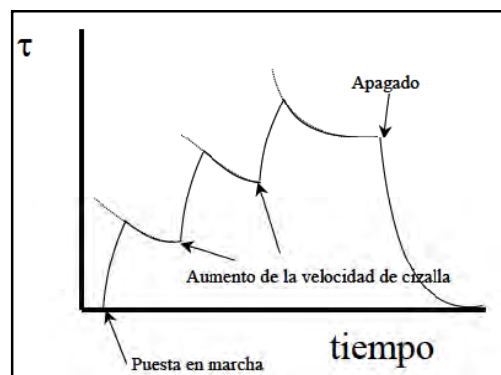 τ
Apagado
Aumento de la velocidad de cizalla
tiempo
Puesta en marcha